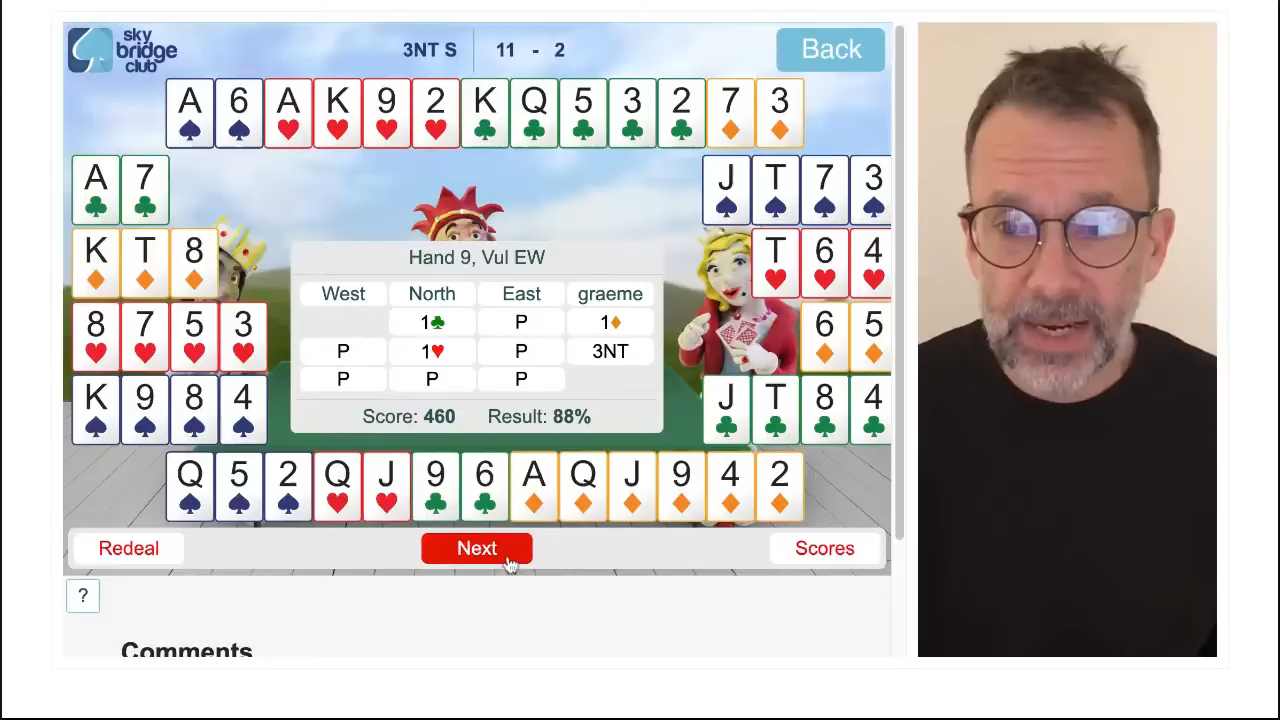 sky
bridge
club
3NT S 11 - 2
Back
A♠ 6♠ A♥ K♥ 9♥ 2♥ K♣ Q♣ 5♣ 3♣ 2♣ 7♦ 3♦
A♣ 7♣
J♠ T♠ 7♠ 3♠
K♦ T♦ 8♦
T♥ 6♥ 4♥
8♥ 7♥ 5♥ 3♥
6♦ 5♦
K♠ 9♠ 8♠ 4♠
J♣ T♣ 8♣ 4♣
Hand 9, Vul EW
West North East graeme
1♣ P 1♦
P 1♥ P 3NT
P P P
Score: 460 Result: 88%
Q♠ 5♠ 2♠ Q♥ J♥ 9♣ 6♣ A♦ Q♦ J♦ 9♦ 4♦ 2♦
Redeal Next Scores
?
Comments